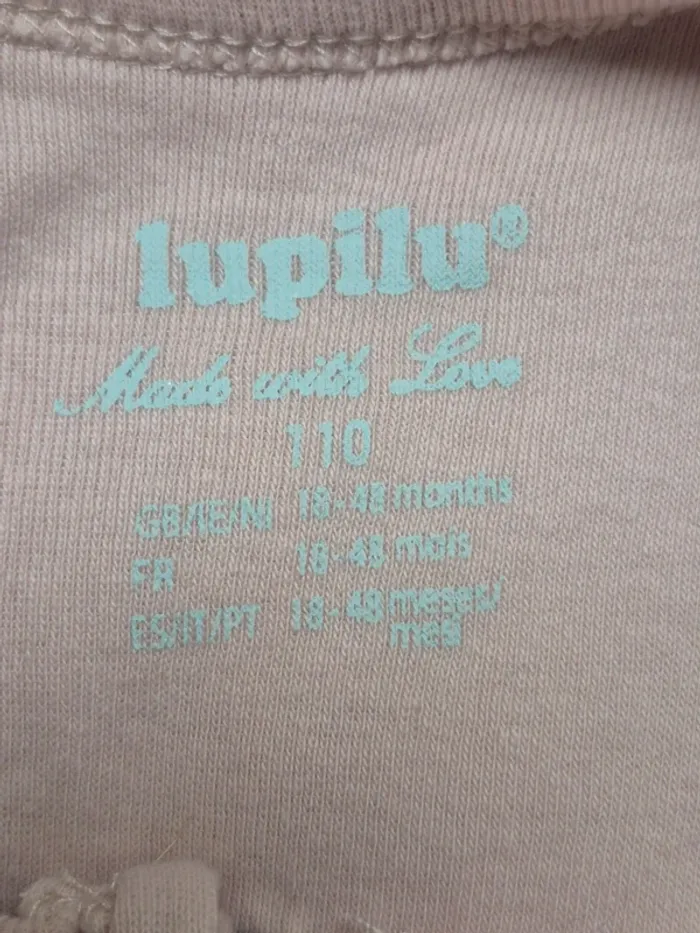 lupilu®
Made with Love
110
GB/IE/NI 18-48 months
FR 18-48 mois
ES/IT/PT 18-48 meses/